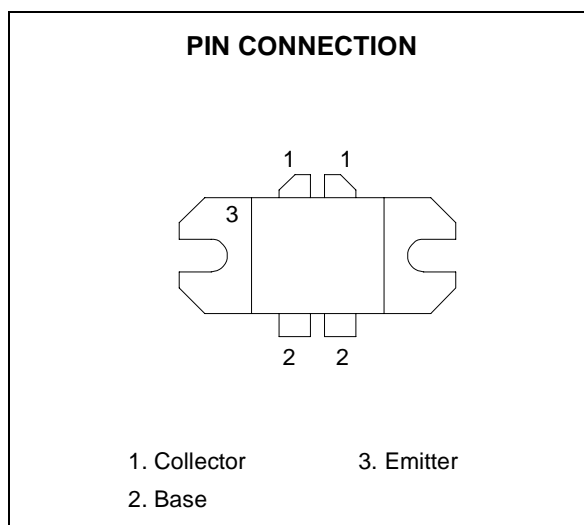 PIN CONNECTION
1 1
3
2 2
1. Collector 3. Emitter
2. Base